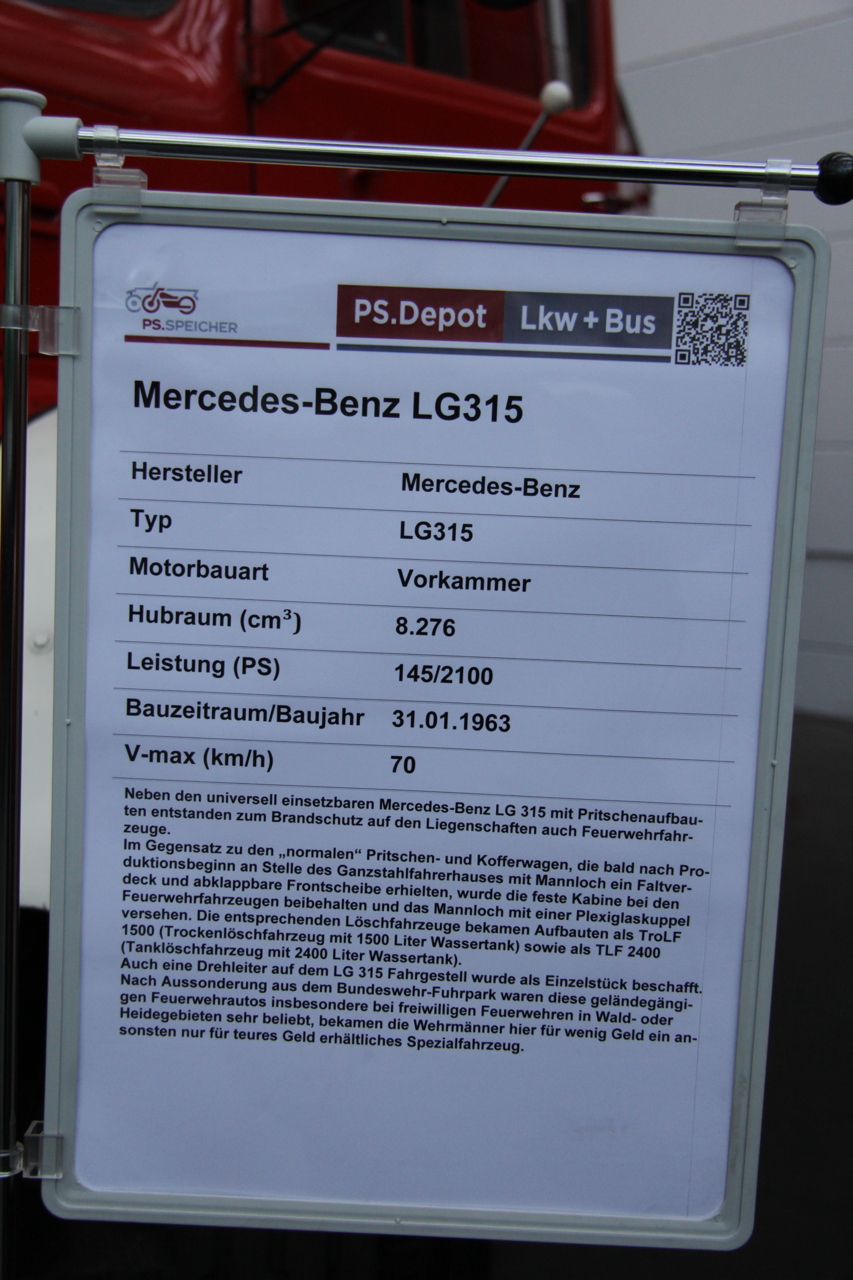 PS.SPEICHER
PS.Depot Lkw + Bus
Mercedes-Benz LG315
Hersteller Mercedes-Benz
Typ LG315
Motorbauart Vorkammer
Hubraum (cm³) 8.276
Leistung (PS) 145/2100
Bauzeitraum/Baujahr 31.01.1963
V-max (km/h) 70
Neben den universell einsetzbaren Mercedes-Benz LG 315 mit Pritschenaufbau-
ten entstanden zum Brandschutz auf den Liegenschaften auch Feuerwehrfahr-
zeuge.
Im Gegensatz zu den „normalen“ Pritschen- und Kofferwagen, die bald nach Pro-
duktionsbeginn an Stelle des Ganzstahlfahrerhauses mit Mannloch ein Faltver-
deck und abklappbare Frontscheibe erhielten, wurde die feste Kabine bei den
Feuerwehrfahrzeugen beibehalten und das Mannloch mit einer Plexiglaskuppel
versehen. Die entsprechenden Löschfahrzeuge bekamen Aufbauten als TroLF
1500 (Trockenlöschfahrzeug mit 1500 Liter Wassertank) sowie als TLF 2400
(Tanklöschfahrzeug mit 2400 Liter Wassertank).
Auch eine Drehleiter auf dem LG 315 Fahrgestell wurde als Einzelstück beschafft.
Nach Aussonderung aus dem Bundeswehr-Fuhrpark waren diese geländegängi-
gen Feuerwehrautos insbesondere bei freiwilligen Feuerwehren in Wald- oder
Heidegebieten sehr beliebt, bekamen die Wehrmänner hier für wenig Geld ein an-
sonsten nur für teures Geld erhältliches Spezialfahrzeug.